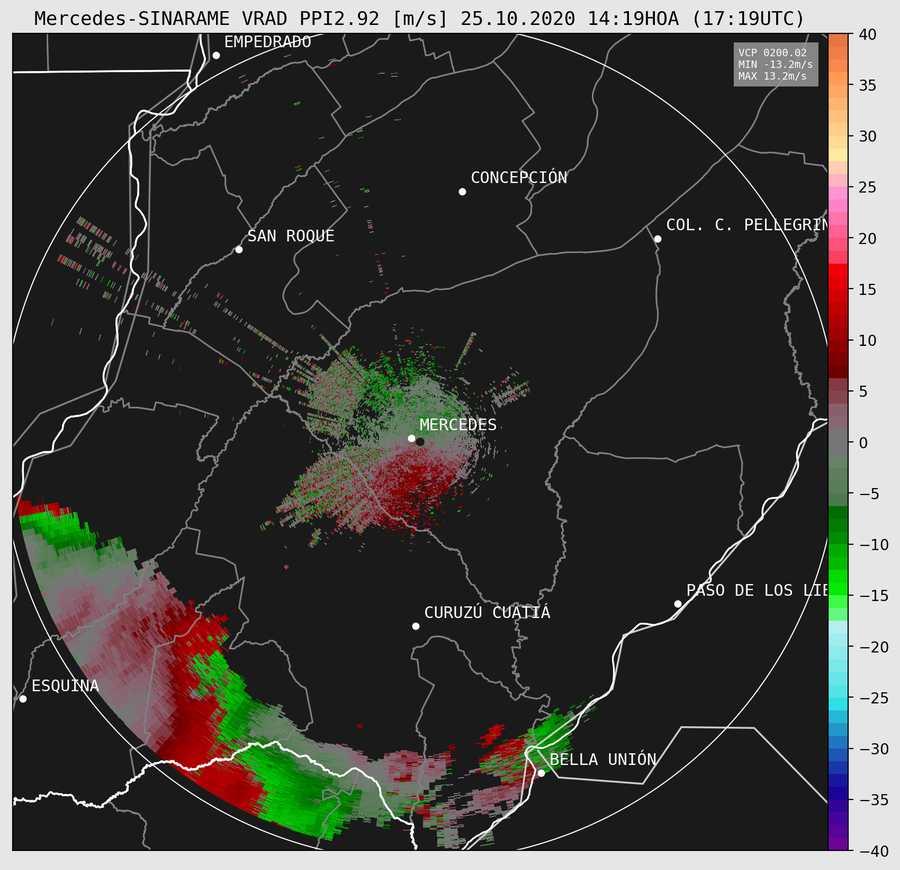 Mercedes-SINARAME VRAD PPI2.92 [m/s] 25.10.2020 14:19HOA (17:19UTC)
VCP 0200.02
MIN -13.2m/s
MAX 13.2m/s
EMPEDRADO
CONCEPCIÓN
COL. C. PELLEGRIN
SAN ROQUE
MERCEDES
PASO DE LOS LIB
CURUZÚ CUATIÁ
ESQUINA
BELLA UNIÓN
40
35
30
25
20
15
10
5
0
−5
−10
−15
−20
−25
−30
−35
−40